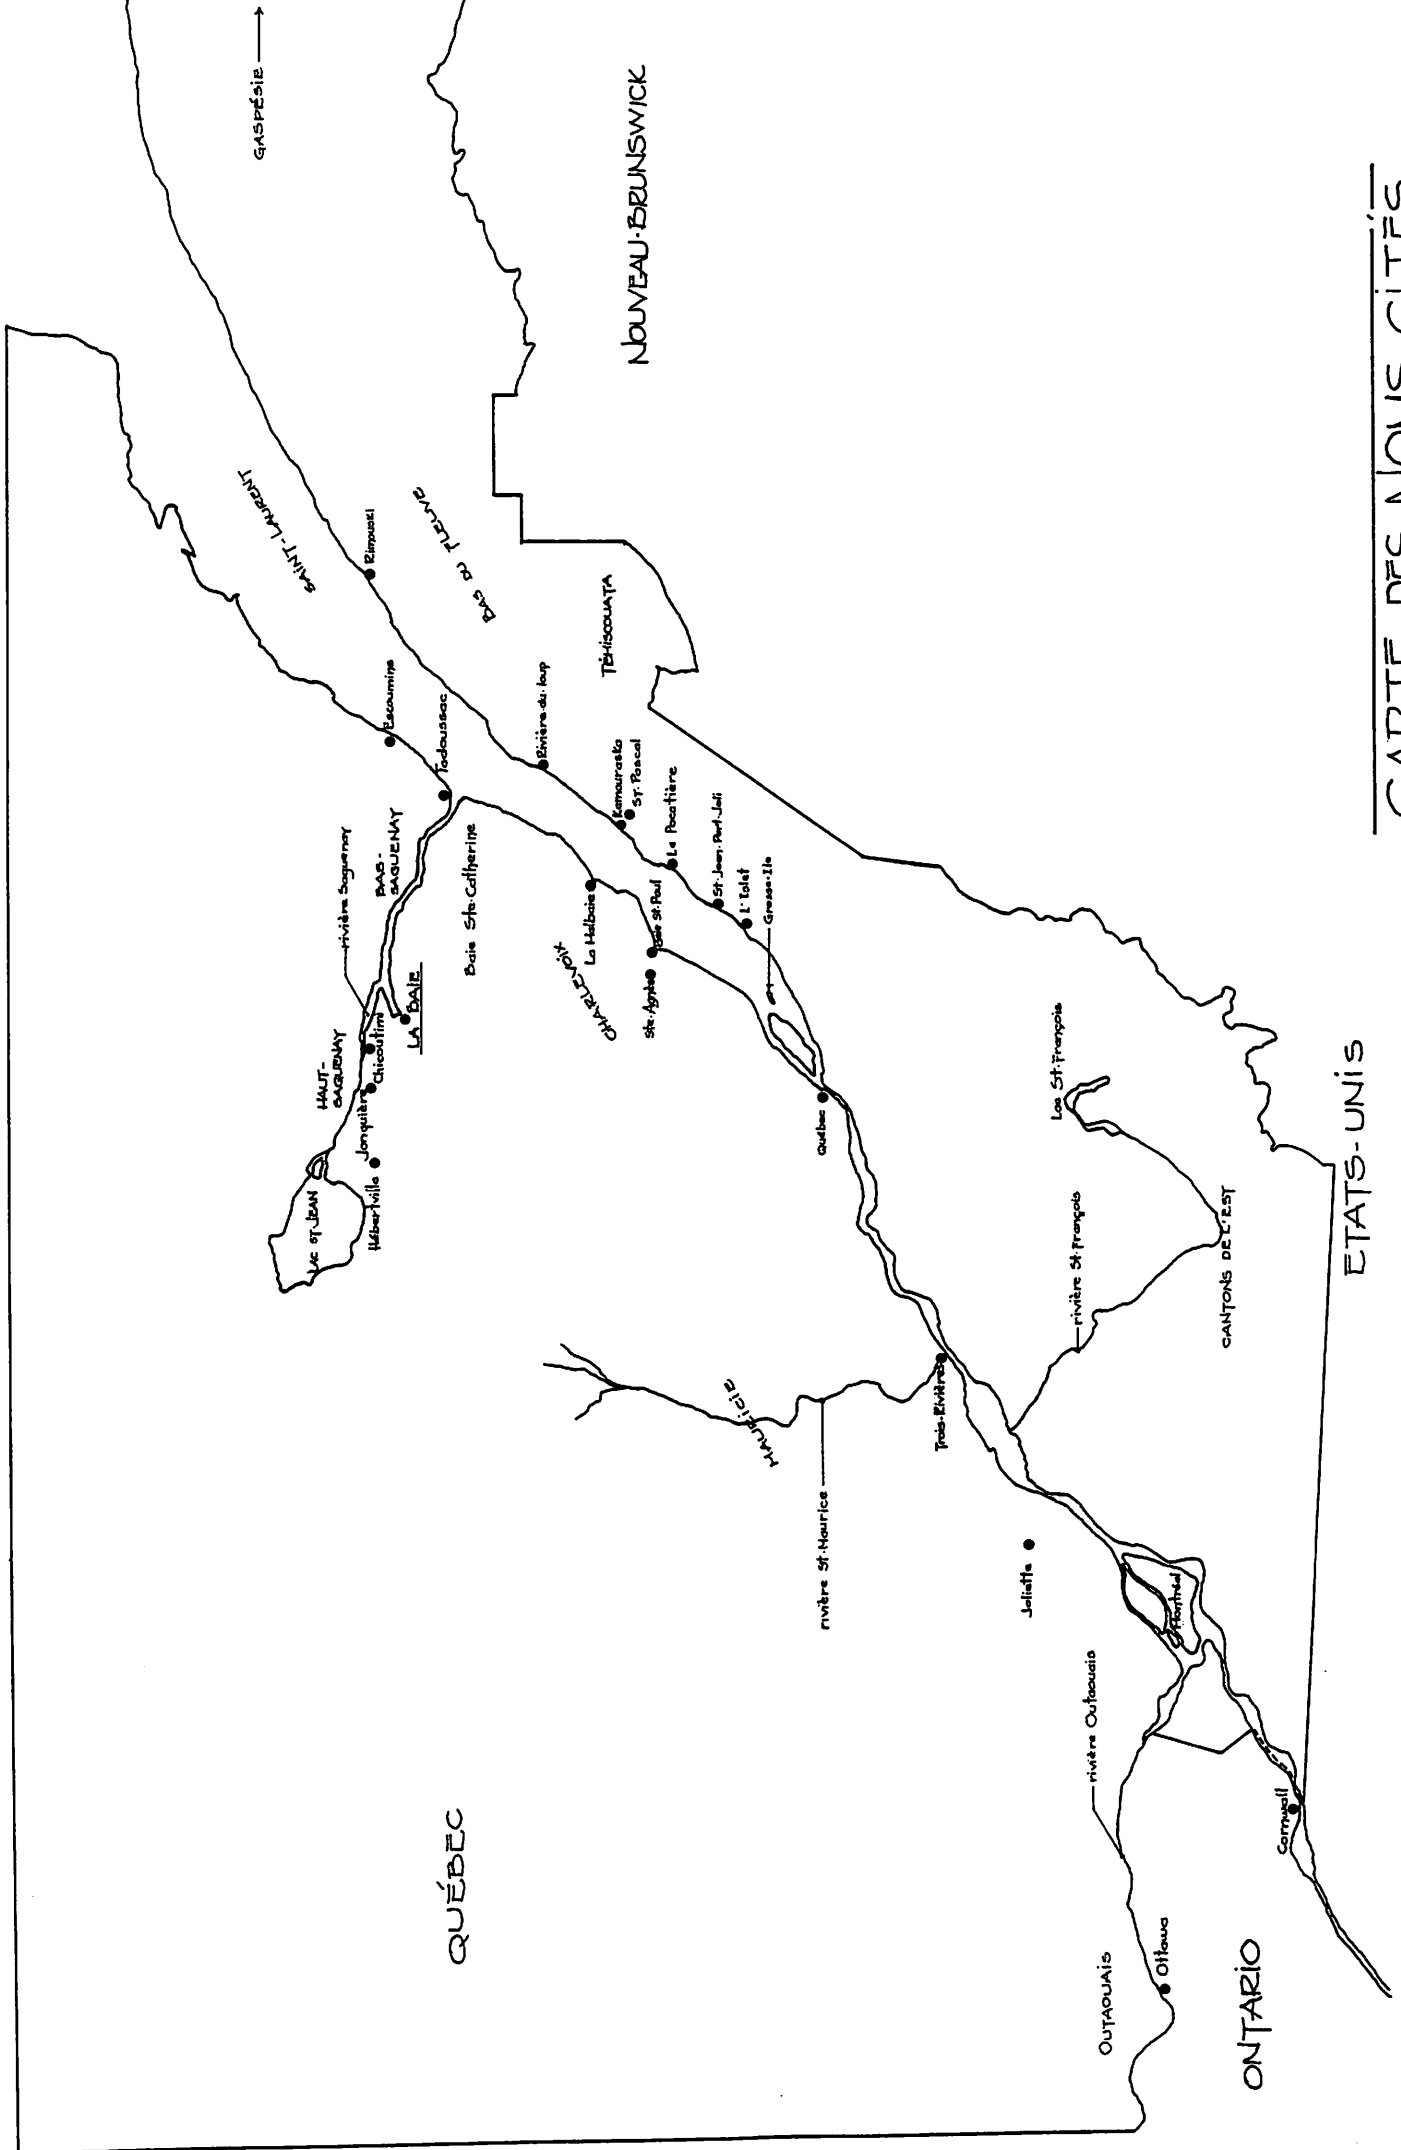 GASPÉSIE
NOUVEAU-BRUNSWICK
SAINT-LAURENT
Rimouski
BAS DU FLEUVE
TÉMISCOUATA
Escoumins
Tadoussac
Rivière-du-loup
Kamouraska
ST. Pascal
La Pocatière
St-Jean-Port-Joli
L'Islet
Grosse-Ile
rivière Saguenay
BAS-
SAGUENAY
Baie Ste-Catherine
La Malbaie
CHARLEVOIX
Baie St-Paul
Ste-Agnès
HAUT-
SAGUENAY
Chicoutimi
LA BAIE
Jonquière
Hébertville
LAC ST JEAN
Québec
Lac St-François
rivière St-François
CANTONS DE L'EST
ETATS-UNIS
MAURICIE
rivière St-Maurice
Trois-Rivières
Joliette
Montréal
rivière Outaouais
QUÉBEC
Cornwall
OUTAOUAIS
Ottawa
ONTARIO
CARTE DES NOMS CITÉS